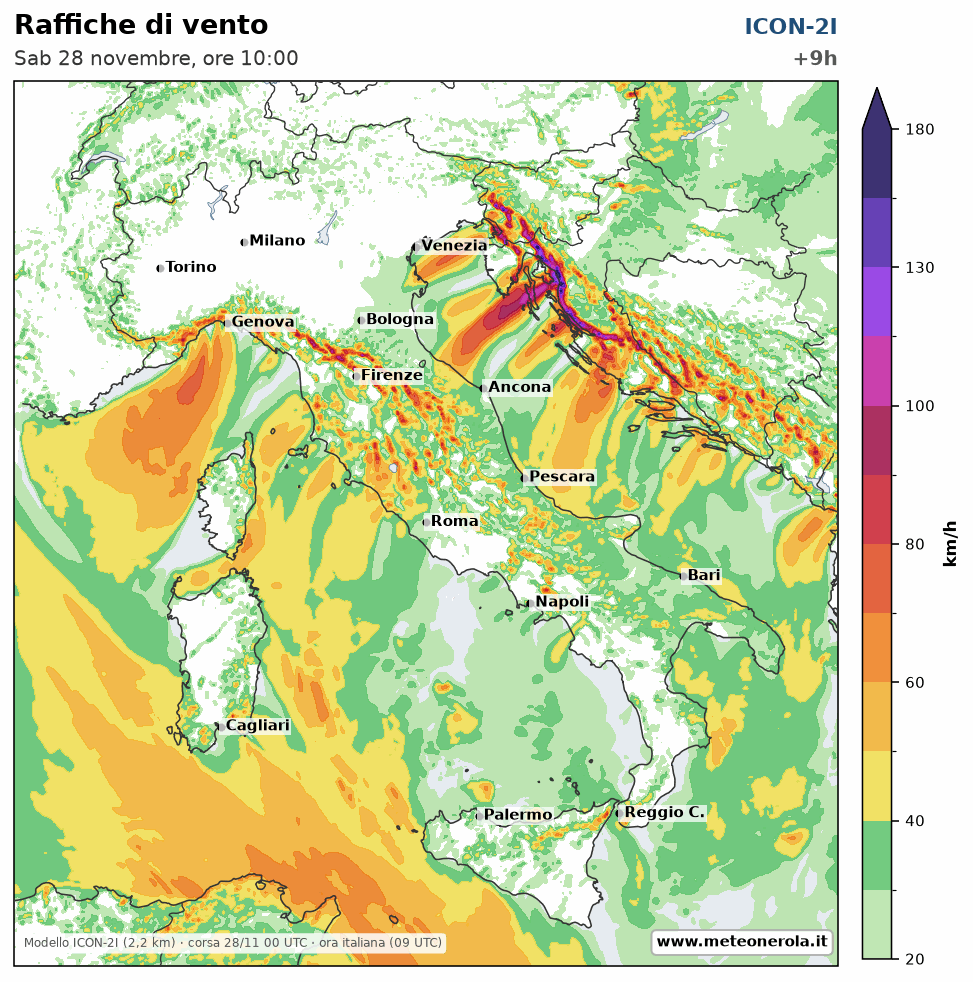 Raffiche di vento
ICON-2I
Sab 28 novembre, ore 10:00
+9h
180
Milano
Venezia
Torino
130
Genova
Bologna
Firenze
Ancona
100
Pescara
Roma
km/h
80
Bari
Napoli
60
Cagliari
Palermo
Reggio C.
40
Modello ICON-2I (2,2 km) · corsa 28/11 00 UTC · ora italiana (09 UTC)
www.meteonerola.it
20